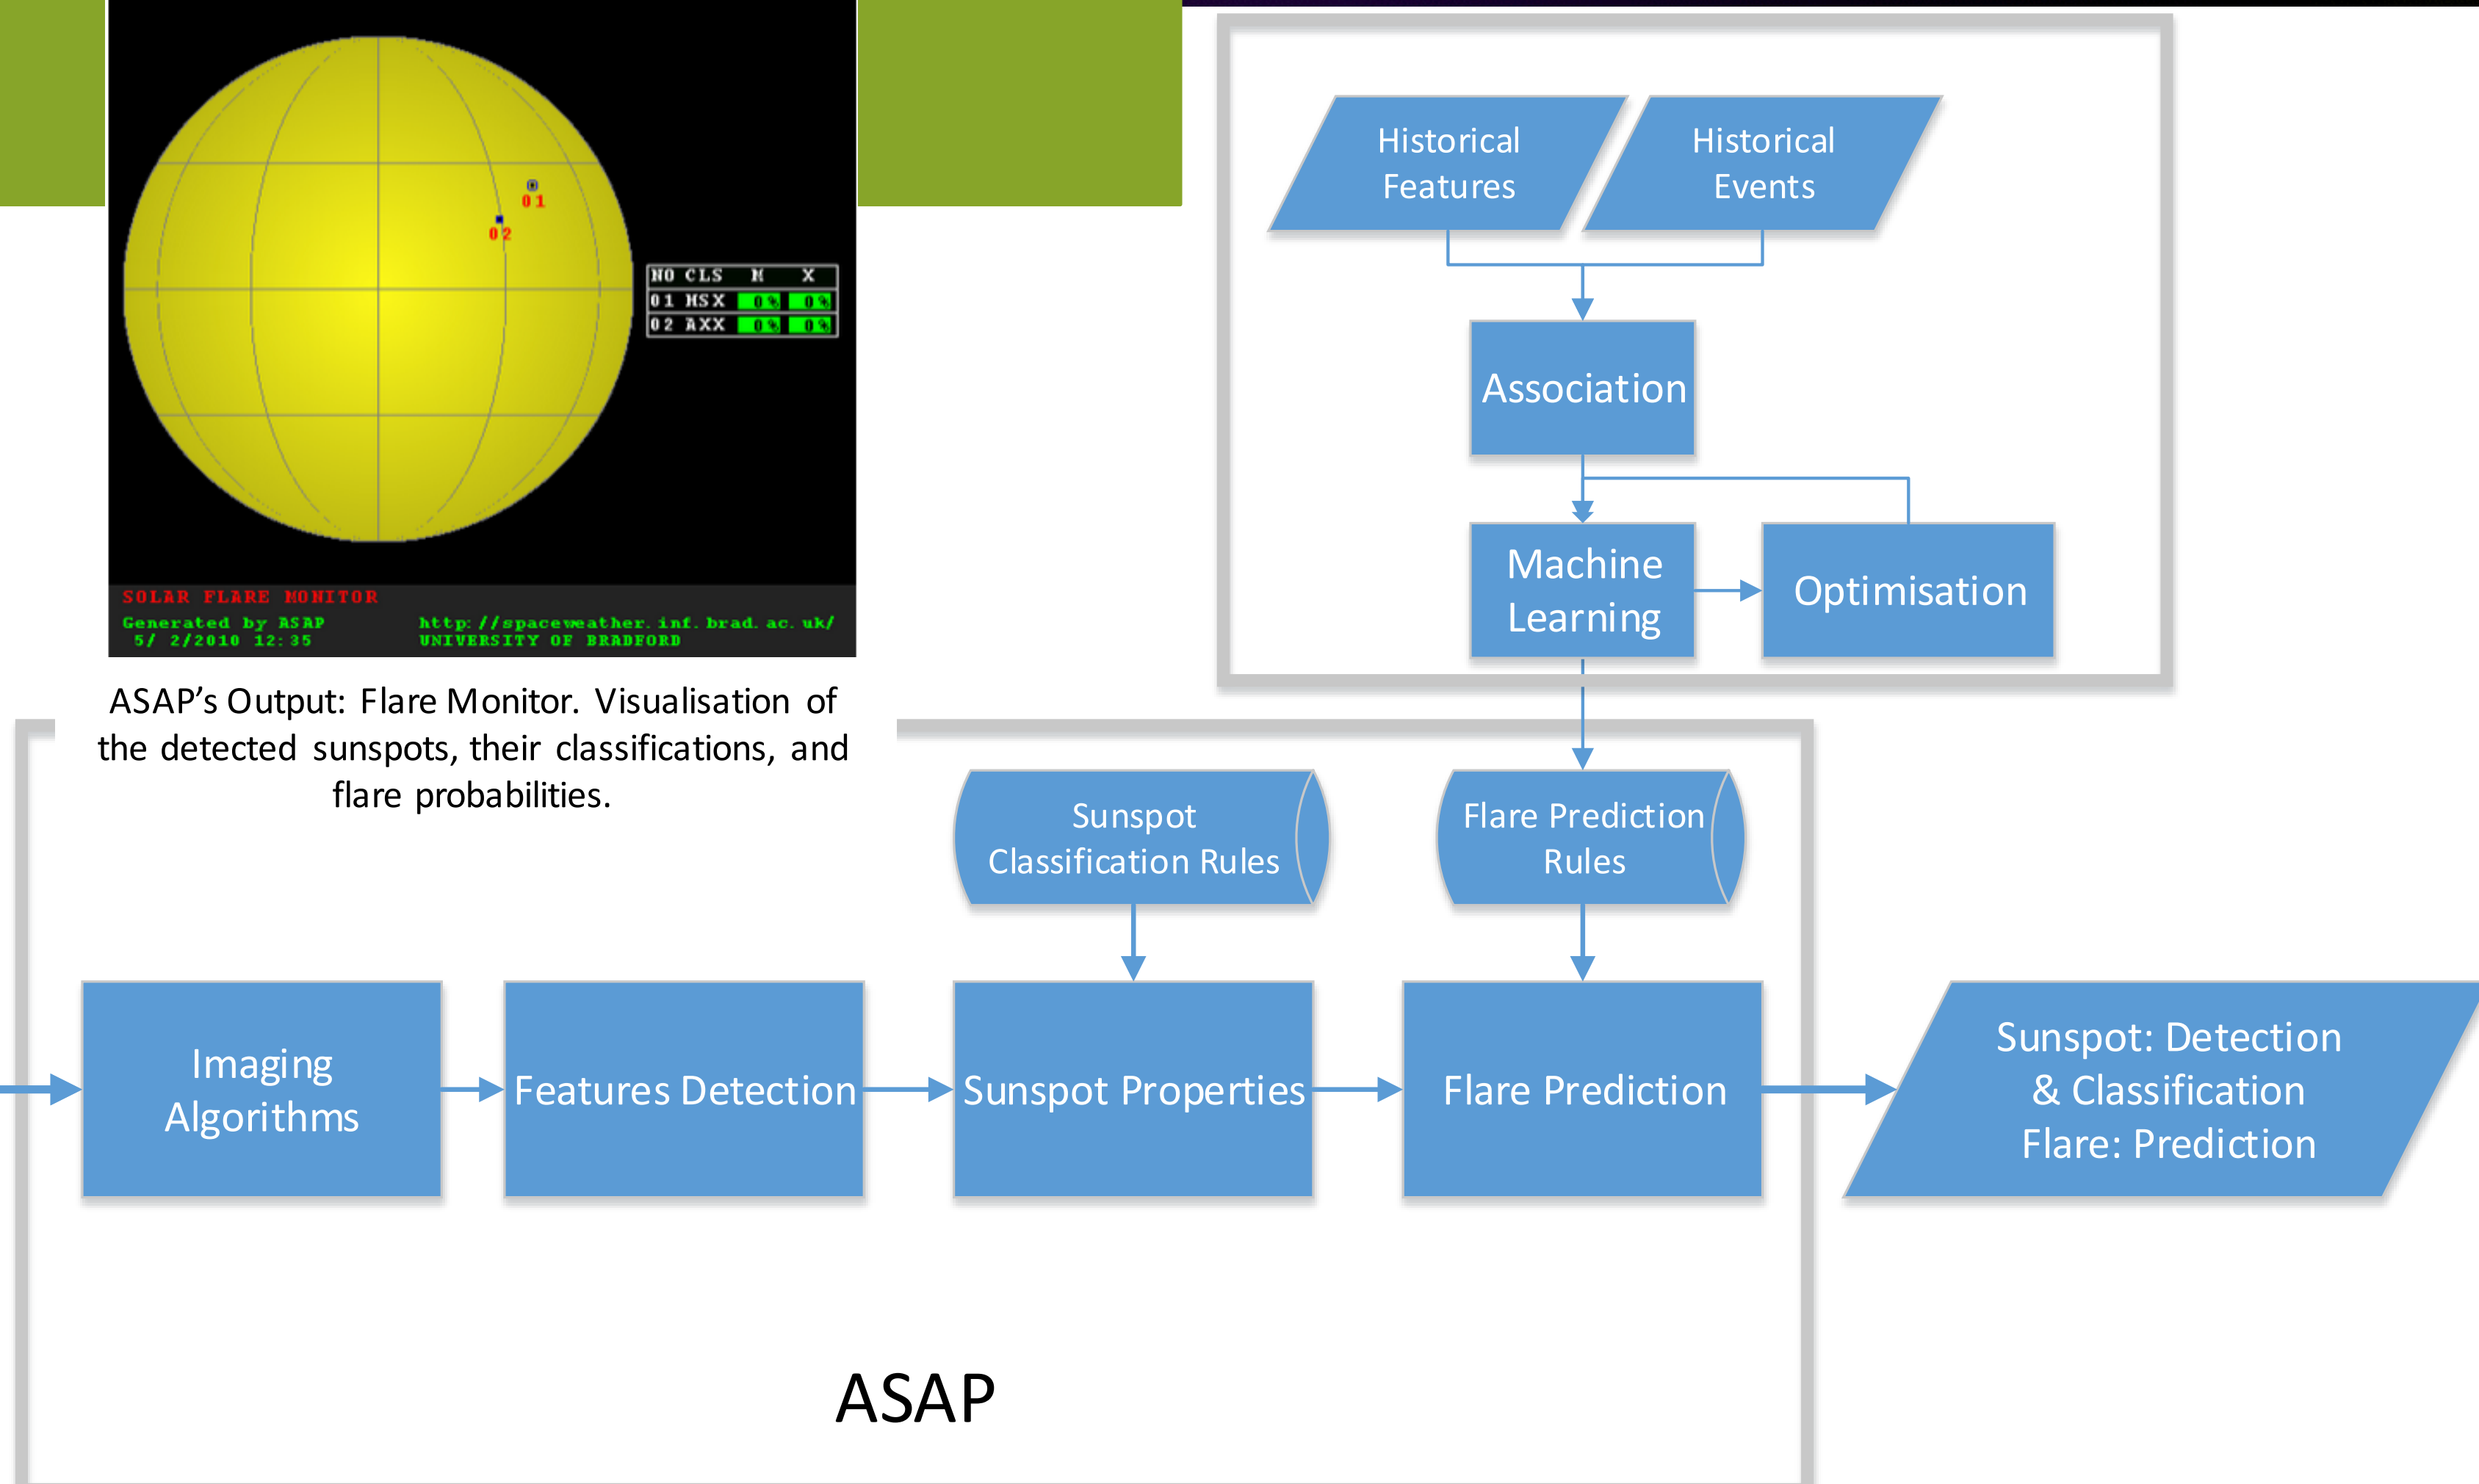 01
02
NO CLS M X
01 HSX 0% 0%
02 AXX 0% 0%
SOLAR FLARE MONITOR
Generated by ASAP
5/ 2/2010 12:35
http://spaceweather.inf.brad.ac.uk/
UNIVERSITY OF BRADFORD
ASAP's Output: Flare Monitor. Visualisation of
the detected sunspots, their classifications, and
flare probabilities.
Historical
Features
Historical
Events
Association
Machine
Learning
Optimisation
Sunspot
Classification Rules
Flare Prediction
Rules
Imaging
Algorithms
Features Detection
Sunspot Properties
Flare Prediction
Sunspot: Detection
& Classification
Flare: Prediction
ASAP